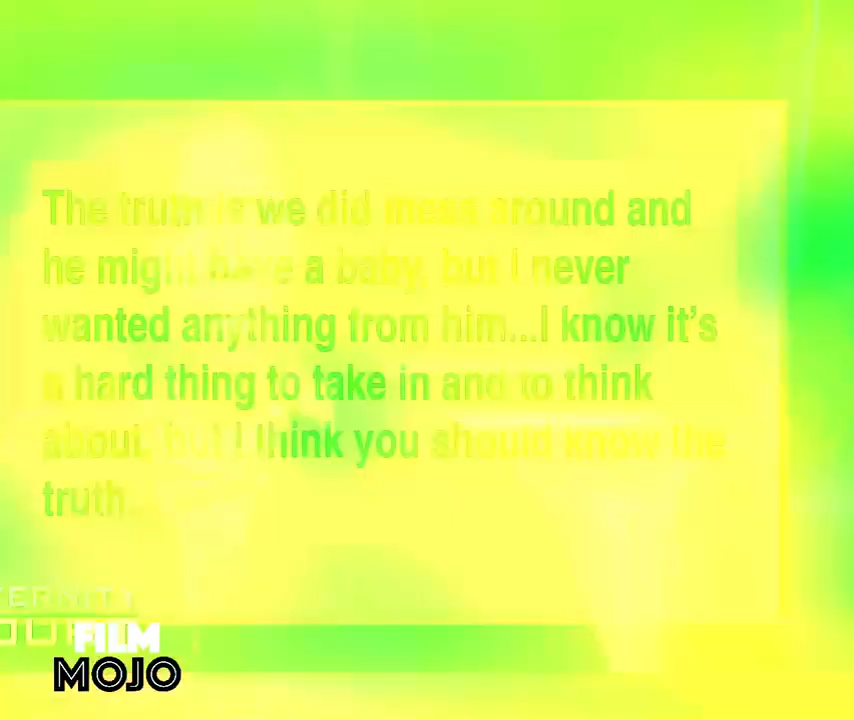 The truth is we did mess around and
he might have a baby, but I never
wanted anything from him...I know it’s
a hard thing to take in and to think
about, but I think you should know the
truth.
FILM
MOJO